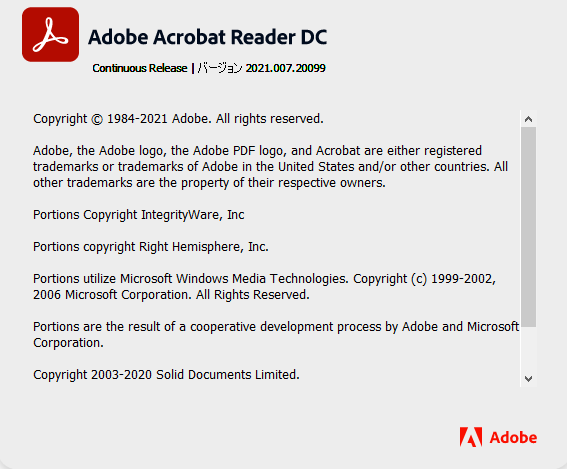 Adobe Acrobat Reader DC
Continuous Release | バージョン 2021.007.20099
Copyright © 1984-2021 Adobe. All rights reserved.
Adobe, the Adobe logo, the Adobe PDF logo, and Acrobat are either registered
trademarks or trademarks of Adobe in the United States and/or other countries. All
other trademarks are the property of their respective owners.
Portions Copyright IntegrityWare, Inc
Portions copyright Right Hemisphere, Inc.
Portions utilize Microsoft Windows Media Technologies. Copyright (c) 1999-2002,
2006 Microsoft Corporation. All Rights Reserved.
Portions are the result of a cooperative development process by Adobe and Microsoft
Corporation.
Copyright 2003-2020 Solid Documents Limited.
Adobe